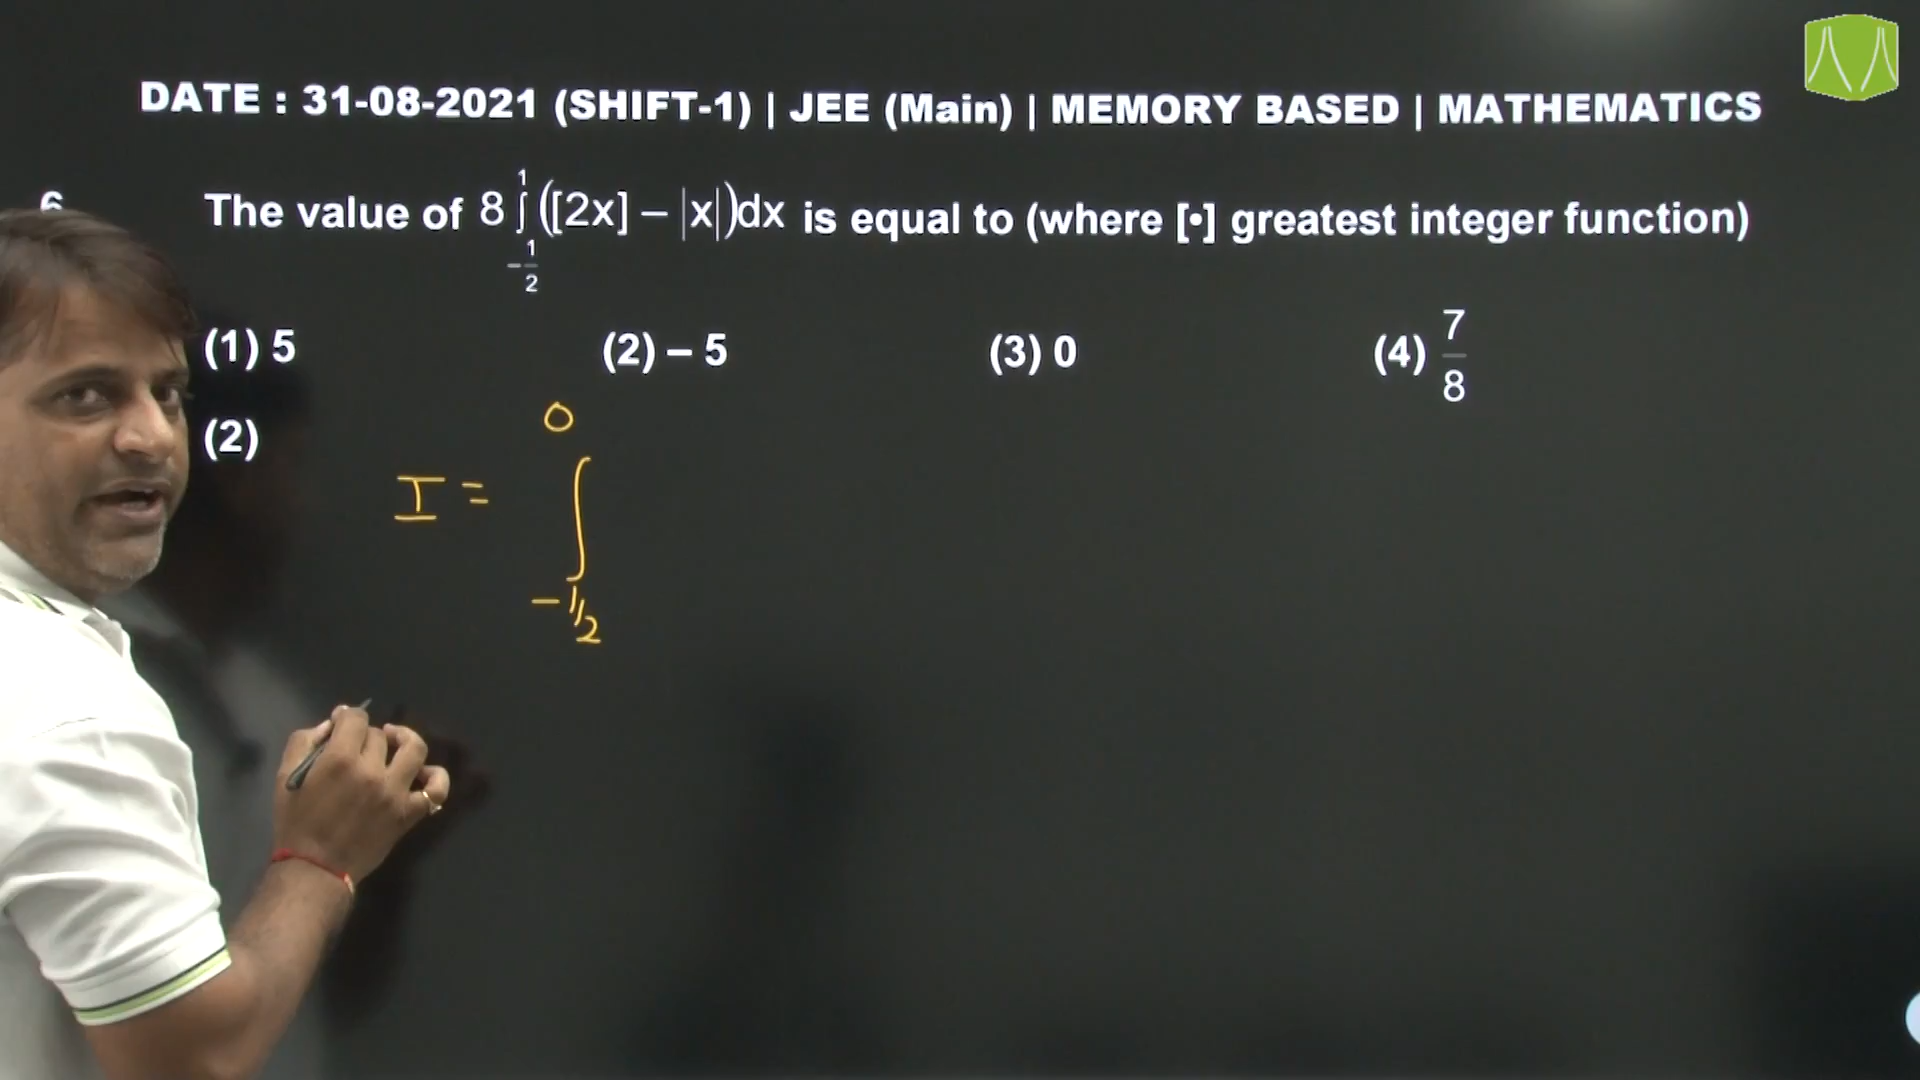 DATE : 31-08-2021 (SHIFT-1) | JEE (Main) | MEMORY BASED | MATHEMATICS
6 The value of 8 ∫_{-1/2}^{1} ([2x] – |x|)dx is equal to (where [•] greatest integer function)
(1) 5 (2) – 5 (3) 0 (4) 7/8
(2)
I = ∫_{-1/2}^{0}